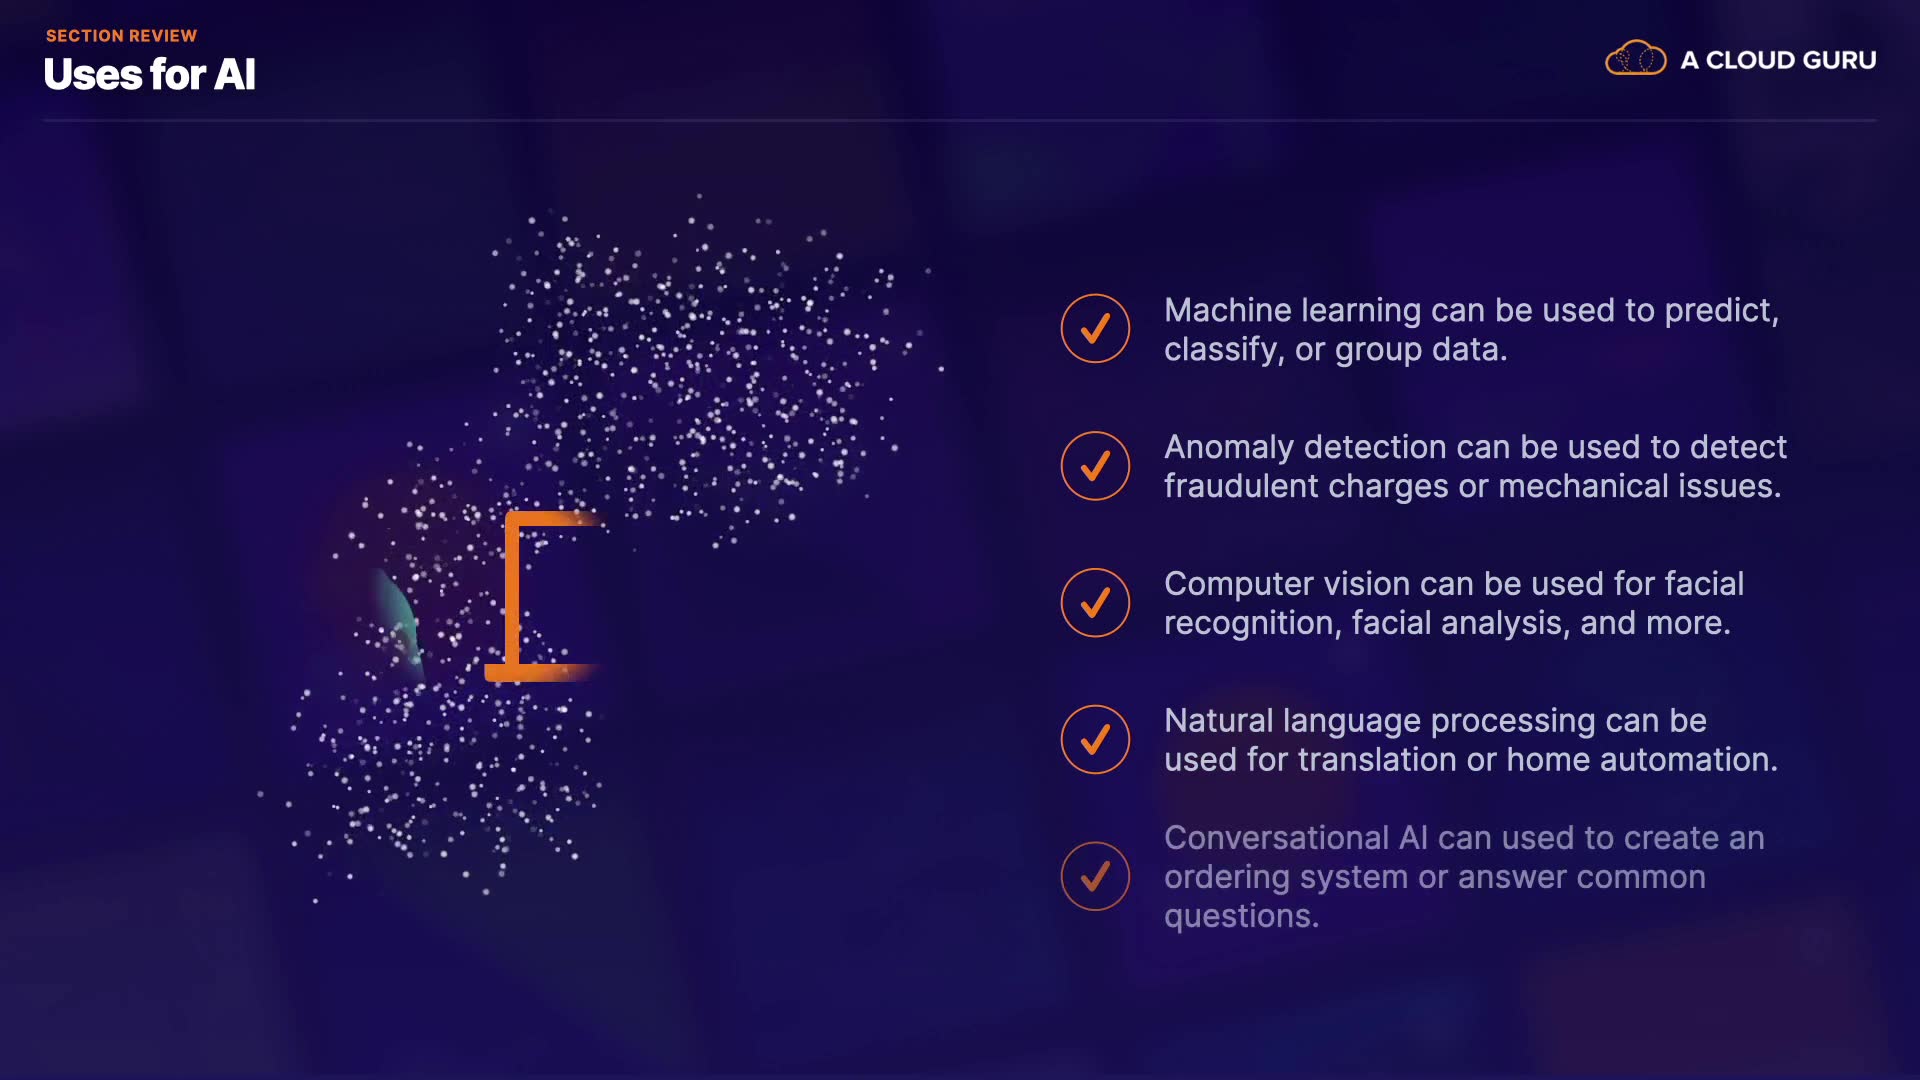 SECTION REVIEW
Uses for AI
A CLOUD GURU
Machine learning can be used to predict,
classify, or group data.
Anomaly detection can be used to detect
fraudulent charges or mechanical issues.
Computer vision can be used for facial
recognition, facial analysis, and more.
Natural language processing can be
used for translation or home automation.
Conversational AI can used to create an
ordering system or answer common
questions.